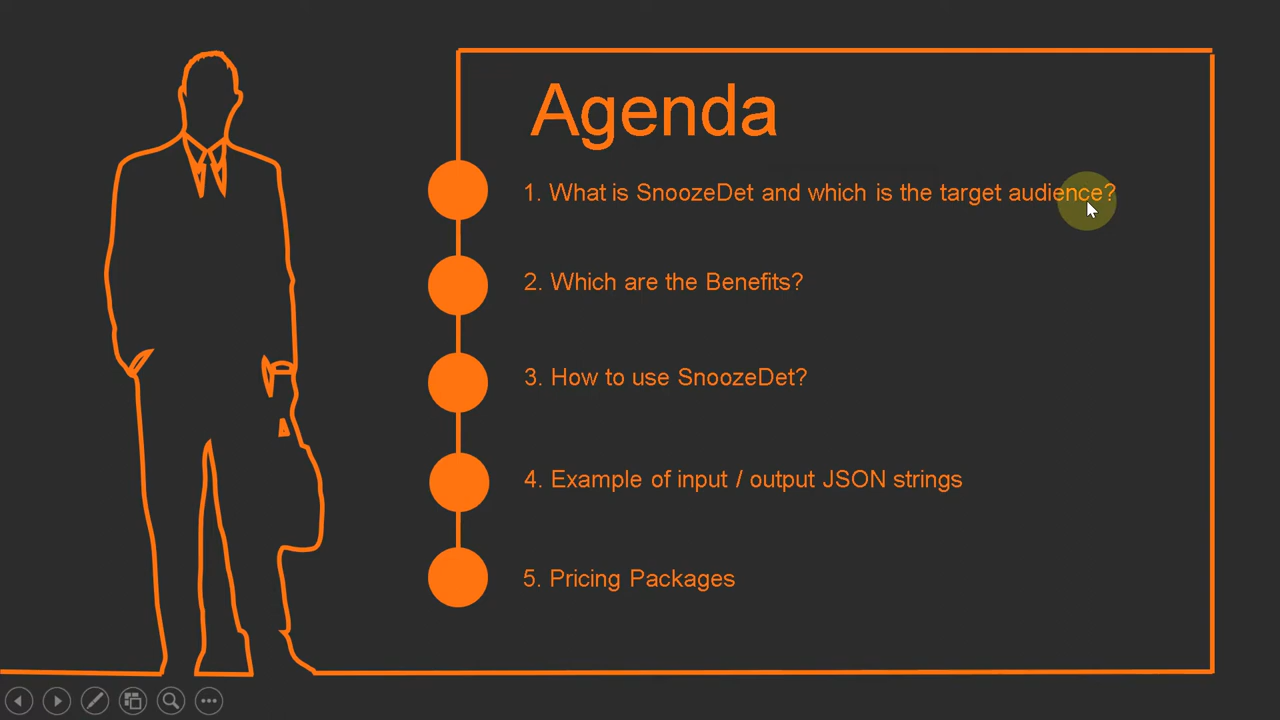 Agenda
1. What is SnoozeDet and which is the target audience?
2. Which are the Benefits?
3. How to use SnoozeDet?
4. Example of input / output JSON strings
5. Pricing Packages